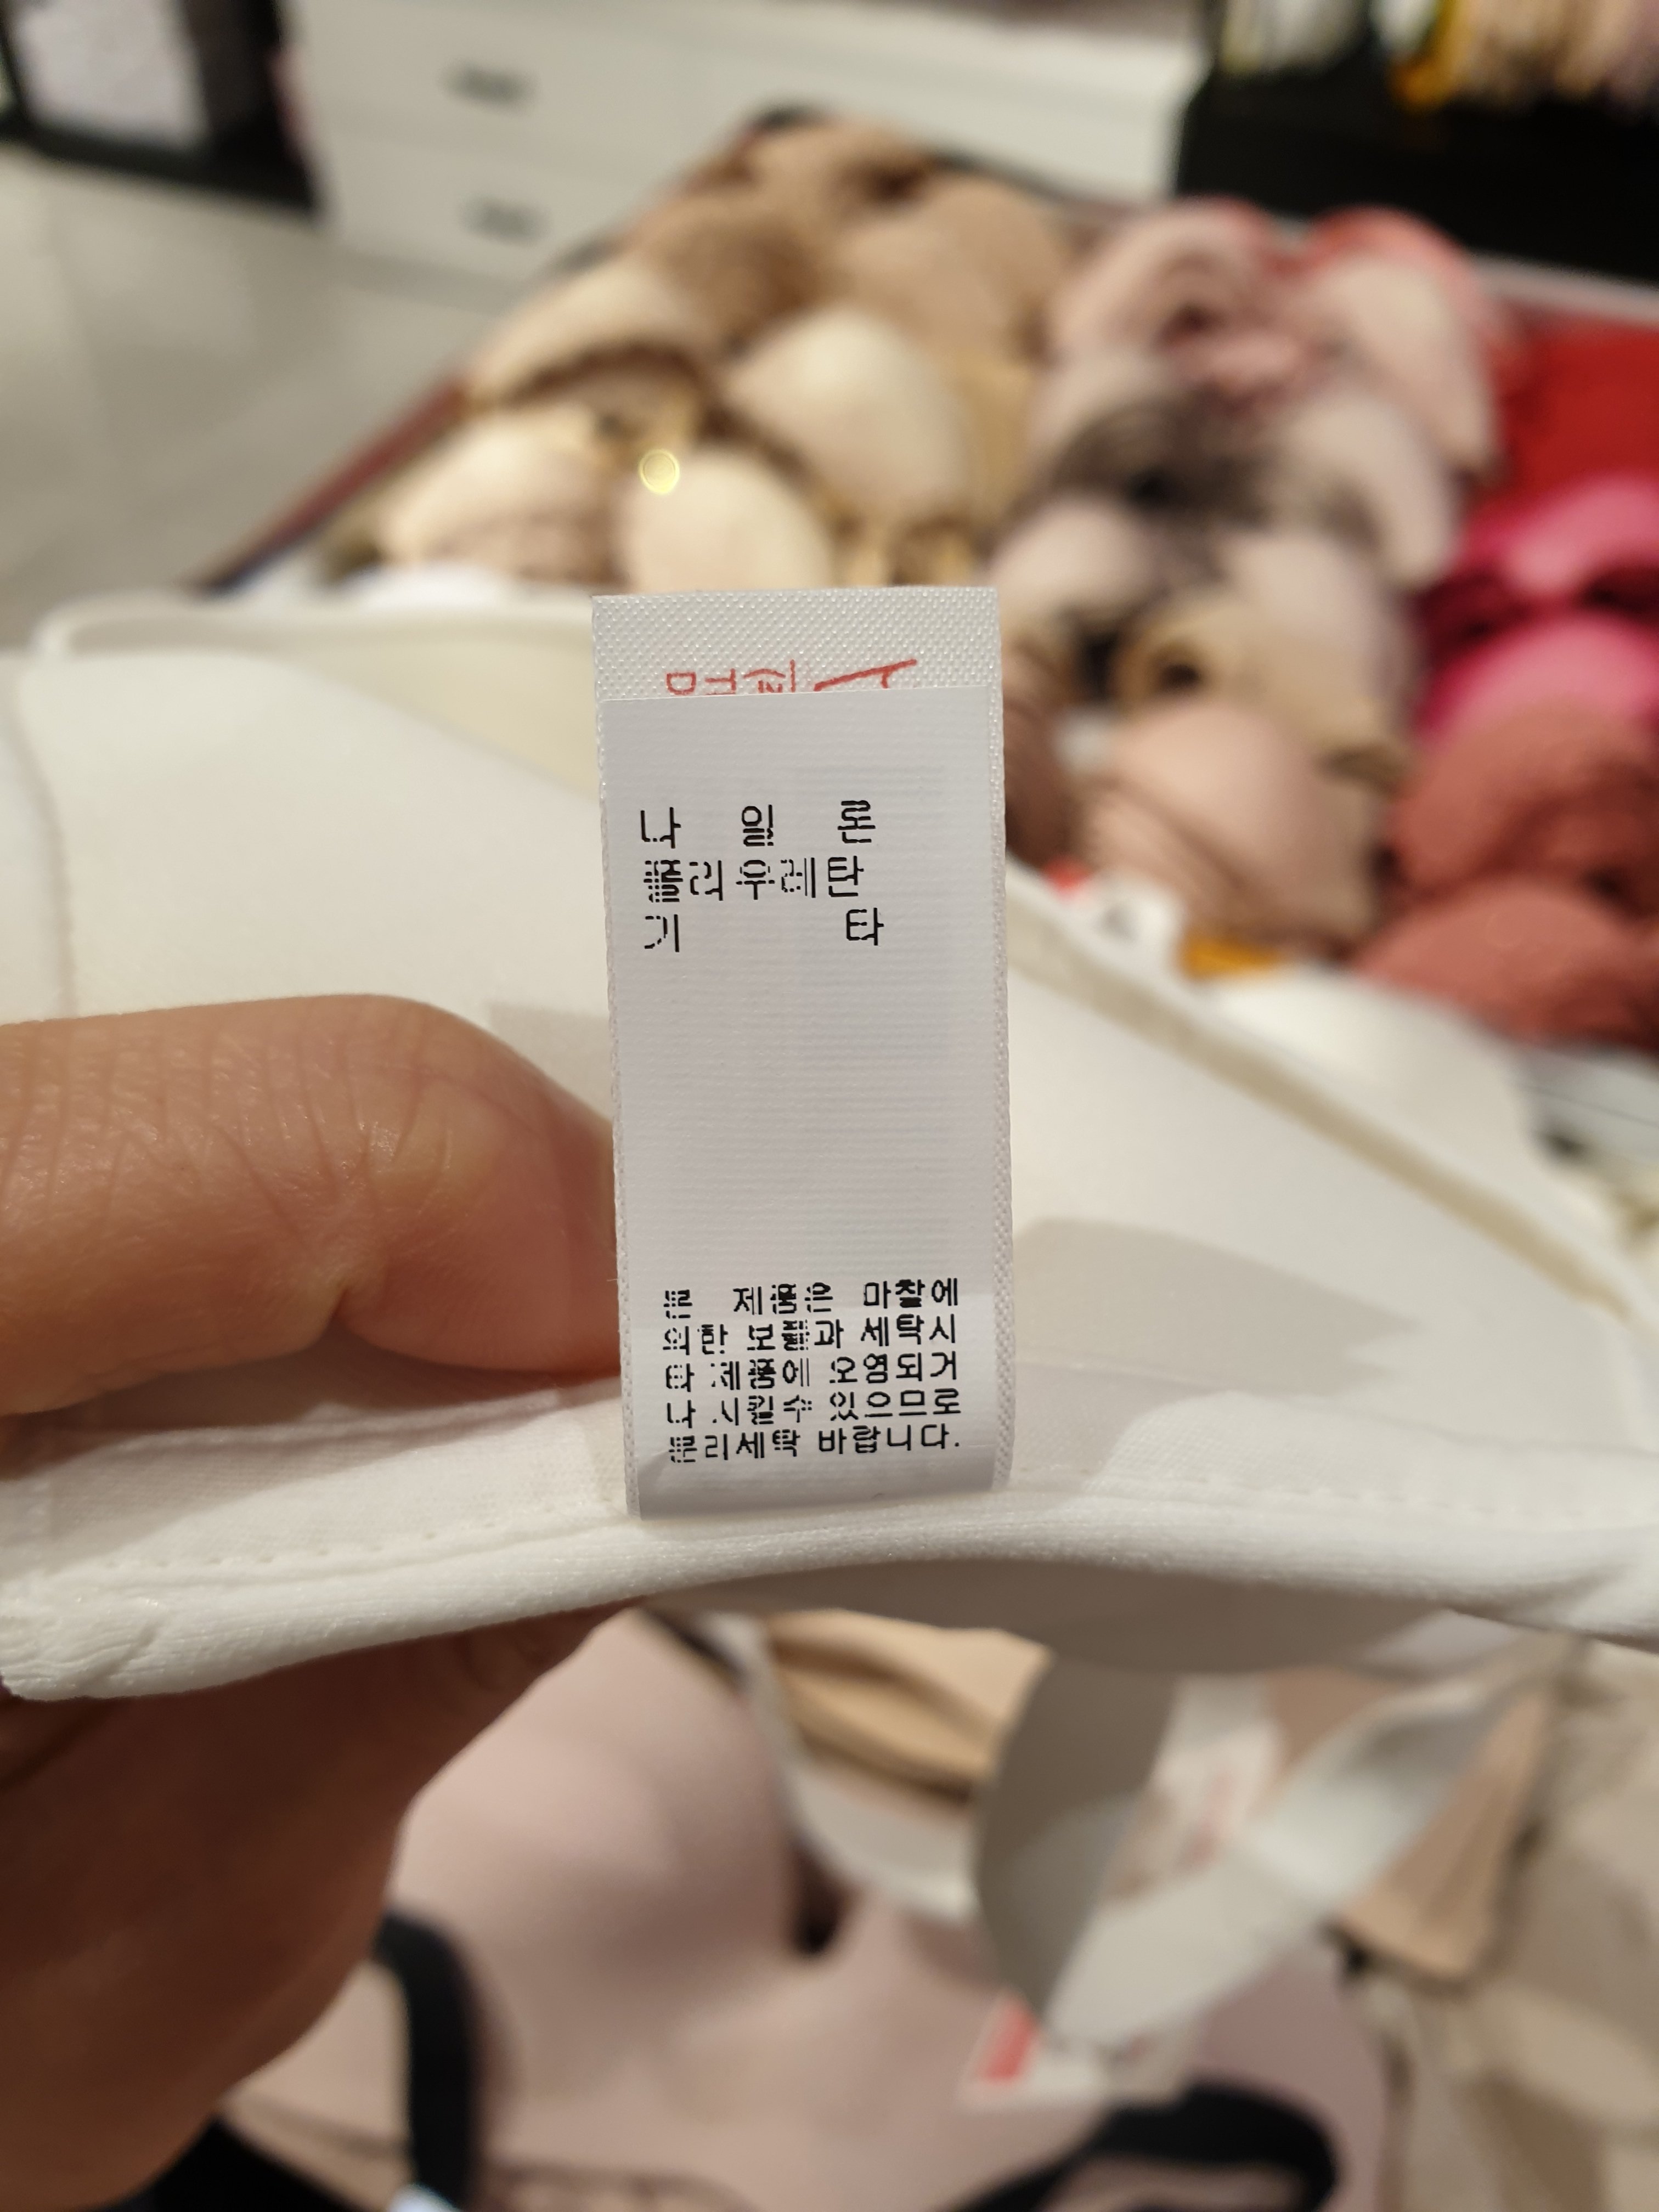 나 일 론
폴리우레탄
기 타
본 제품은 마찰에
의한 보풀과 세탁시
타 제품에 오염되거
나 시킬수 있으므로
분리세탁 바랍니다.